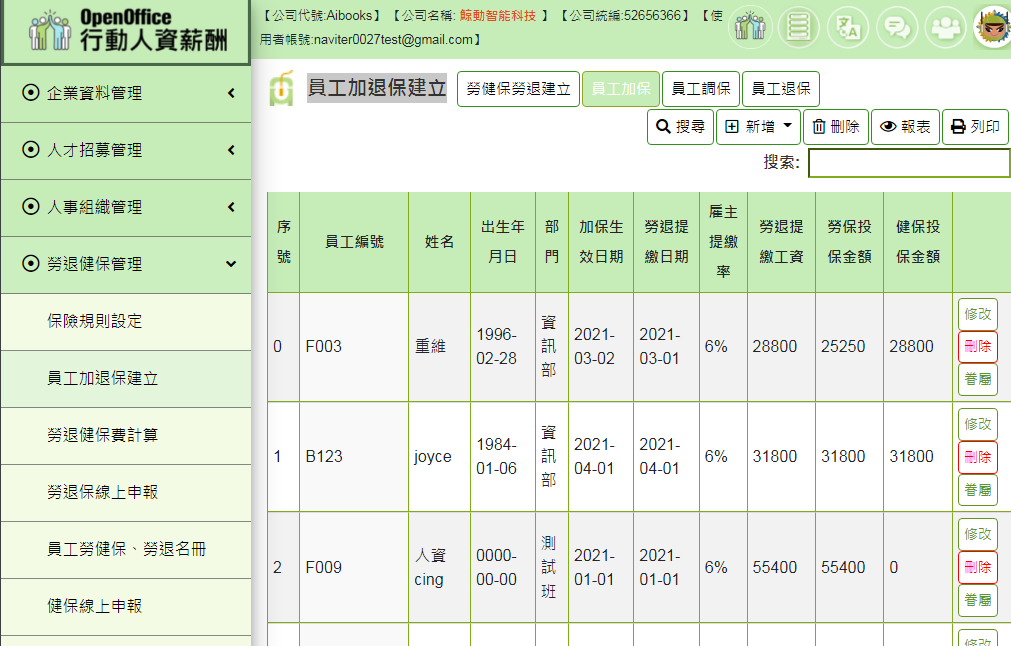 OpenOffice
行動人資薪酬
【公司代號:Aibooks】【公司名稱: 鯨動智能科技 】【公司統編:52656366】【使
用者帳號:naviter0027test@gmail.com】
企業資料管理
人才招募管理
人事組織管理
勞退健保管理
保險規則設定
員工加退保建立
勞退健保費計算
勞退保線上申報
員工勞健保、勞退名冊
健保線上申報
員工加退保建立
勞健保勞退建立
員工加保
員工調保
員工退保
搜尋
新增
刪除
報表
列印
搜索:
序號 員工編號 姓名 出生年月日 部門 加保生效日期 勞退提繳日期 雇主提繳率 勞退提繳工資 勞保投保金額 健保投保金額
0 F003 重維 1996-02-28 資訊部 2021-03-02 2021-03-01 6% 28800 25250 28800
修改
刪除
眷屬
1 B123 joyce 1984-01-06 資訊部 2021-04-01 2021-04-01 6% 31800 31800 31800
修改
刪除
眷屬
2 F009 人資cing 0000-00-00 測試班 2021-01-01 2021-01-01 6% 55400 55400 0
修改
刪除
眷屬
修改